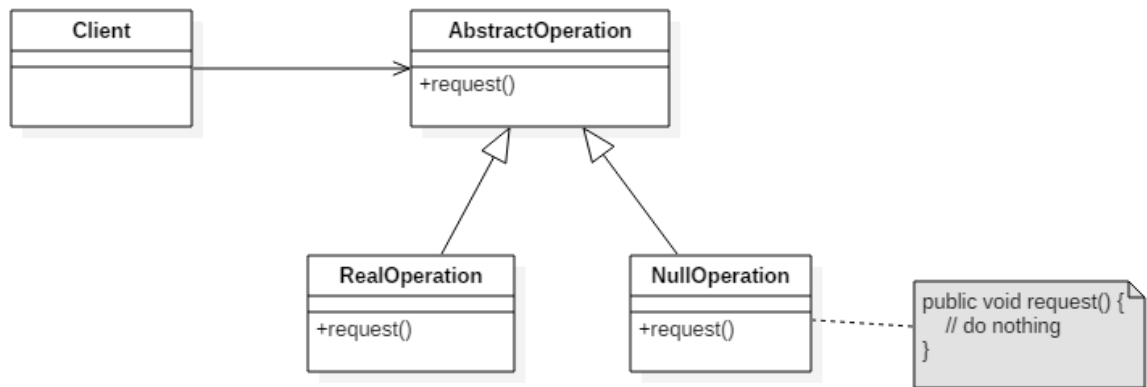 Client
AbstractOperation
+request()
RealOperation
+request()
NullOperation
+request()
public void request() {
// do nothing
}